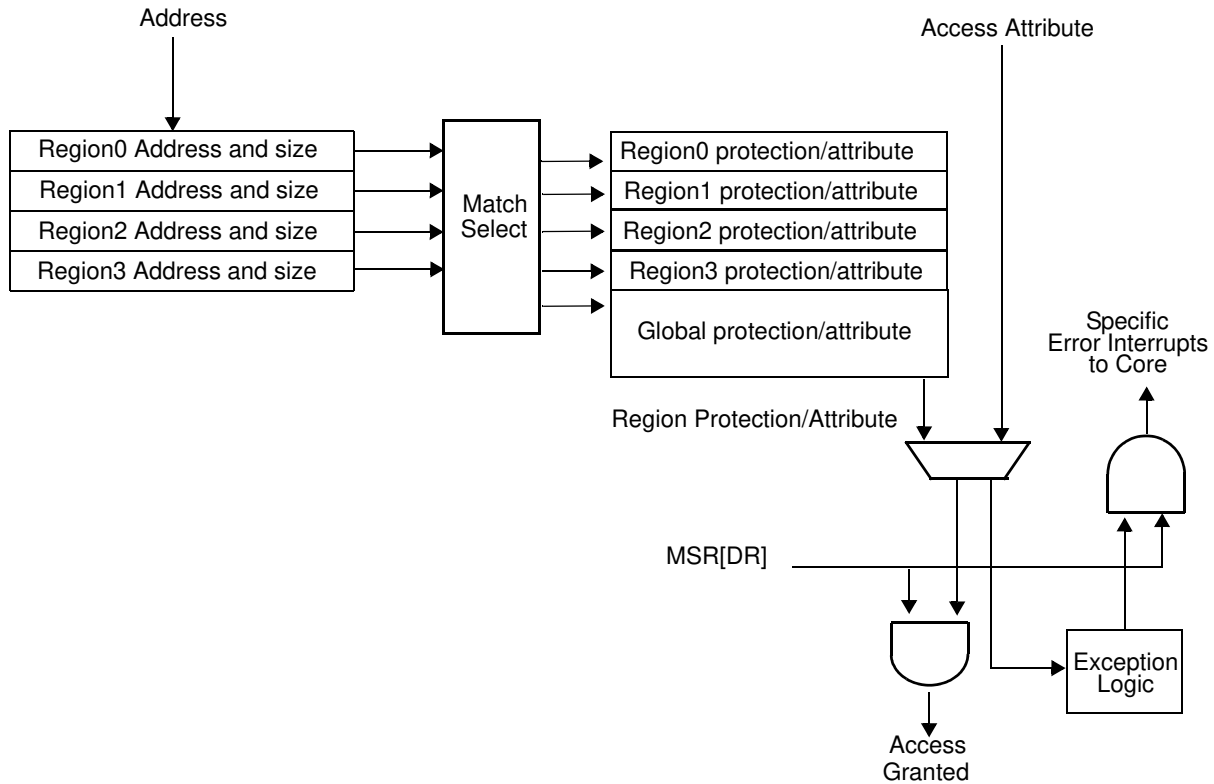 Address
Access Attribute
Region0 Address and size
Region1 Address and size
Region2 Address and size
Region3 Address and size
Match
Select
Region0 protection/attribute
Region1 protection/attribute
Region2 protection/attribute
Region3 protection/attribute
Global protection/attribute
Specific
Error Interrupts
to Core
Region Protection/Attribute
MSR[DR]
Exception
Logic
Access
Granted